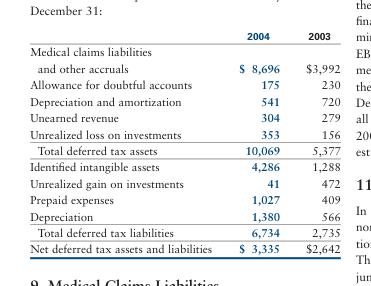 December 31:
2004 2003
Medical claims liabilities
and other accruals $ 8,696 $3,992
Allowance for doubtful accounts 175 230
Depreciation and amortization 541 720
Unearned revenue 304 279
Unrealized loss on investments 353 156
Total deferred tax assets 10,069 5,377
Identified intangible assets 4,286 1,288
Unrealized gain on investments 41 472
Prepaid expenses 1,027 409
Depreciation 1,380 566
Total deferred tax liabilities 6,734 2,735
Net deferred tax assets and liabilities $ 3,335 $2,642
9. Medical Claims Liabilities
the
fina
min
EB
me
the
De
all
200
est
11
In
nor
tion
Th
jun